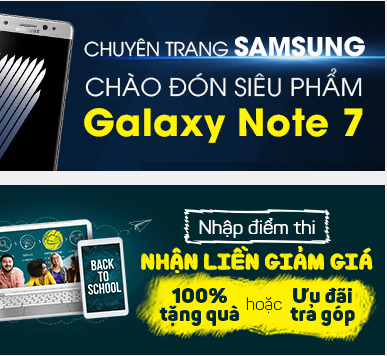 CHUYÊN TRANG SAMSUNG
CHÀO ĐÓN SIÊU PHẨM
Galaxy Note 7
SAMSUNG
BACK
TO
SCHOOL
Nhập điểm thi
NHẬN LIỀN GIẢM GIÁ
100%
tặng quà
hoặc
Ưu đãi
trả góp